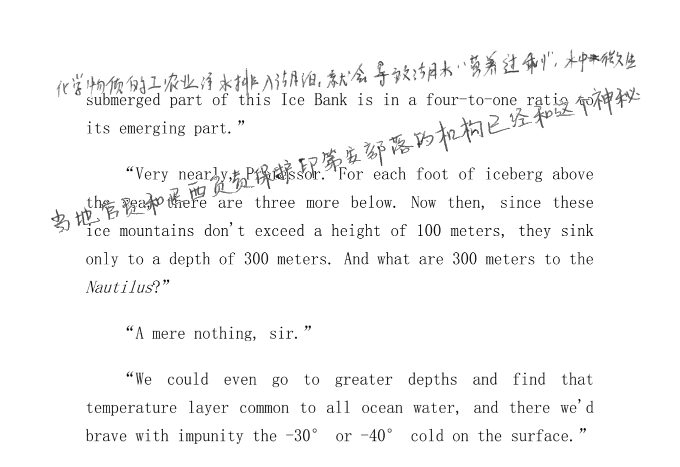 化学物质的工农业污水排入湖泊，就会导致湖水"营养过剩"，水中微生
submerged part of this Ice Bank is in a four-to-one ratio to
its emerging part.”
“Very nearly, Professor. For each foot of iceberg above
当地官员和巴西负责保护印第安部落的机构已经和这个神秘
the sea there are three more below. Now then, since these
ice mountains don't exceed a height of 100 meters, they sink
only to a depth of 300 meters. And what are 300 meters to the
Nautilus?”
“A mere nothing, sir.”
“We could even go to greater depths and find that
temperature layer common to all ocean water, and there we'd
brave with impunity the -30° or -40° cold on the surface.”